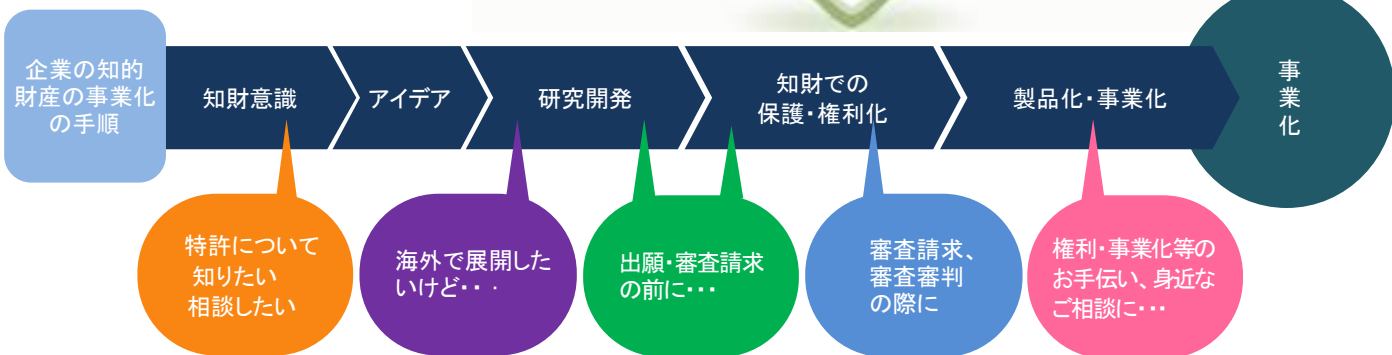 企業の知的
財産の事業化
の手順
知財意識
アイデア
研究開発
知財での
保護・権利化
製品化・事業化
事
業
化
特許について
知りたい
相談したい
海外で展開した
いけど・・・
出願・審査請求
の前に・・・
審査請求、
審査審判
の際に
権利・事業化等の
お手伝い、身近な
ご相談に・・・